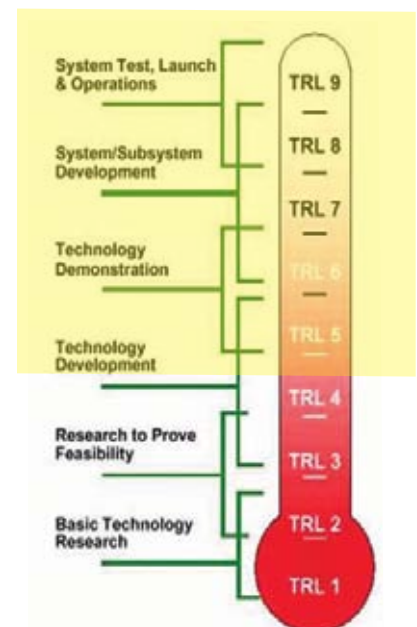 System Test, Launch
& Operations
System/Subsystem
Development
Technology
Demonstration
Technology
Development
Research to Prove
Feasibility
Basic Technology
Research
TRL 9
TRL 8
TRL 7
TRL 6
TRL 5
TRL 4
TRL 3
TRL 2
TRL 1